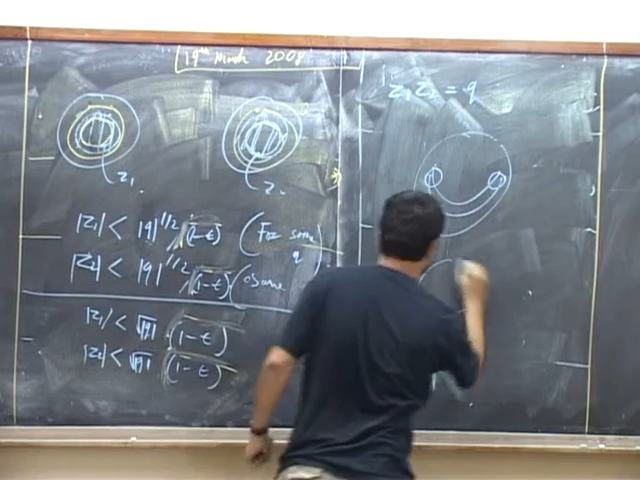 19th March 2008
z₁
z₂
|z₁| < |q|^{1/2} (1-t) (For some q)
|z₂| < |q|^{1/2} (1-t) (same
|z₁| < √|q| (1-t)
|z₂| < √|q| (1-t)
z₁z₂ = q